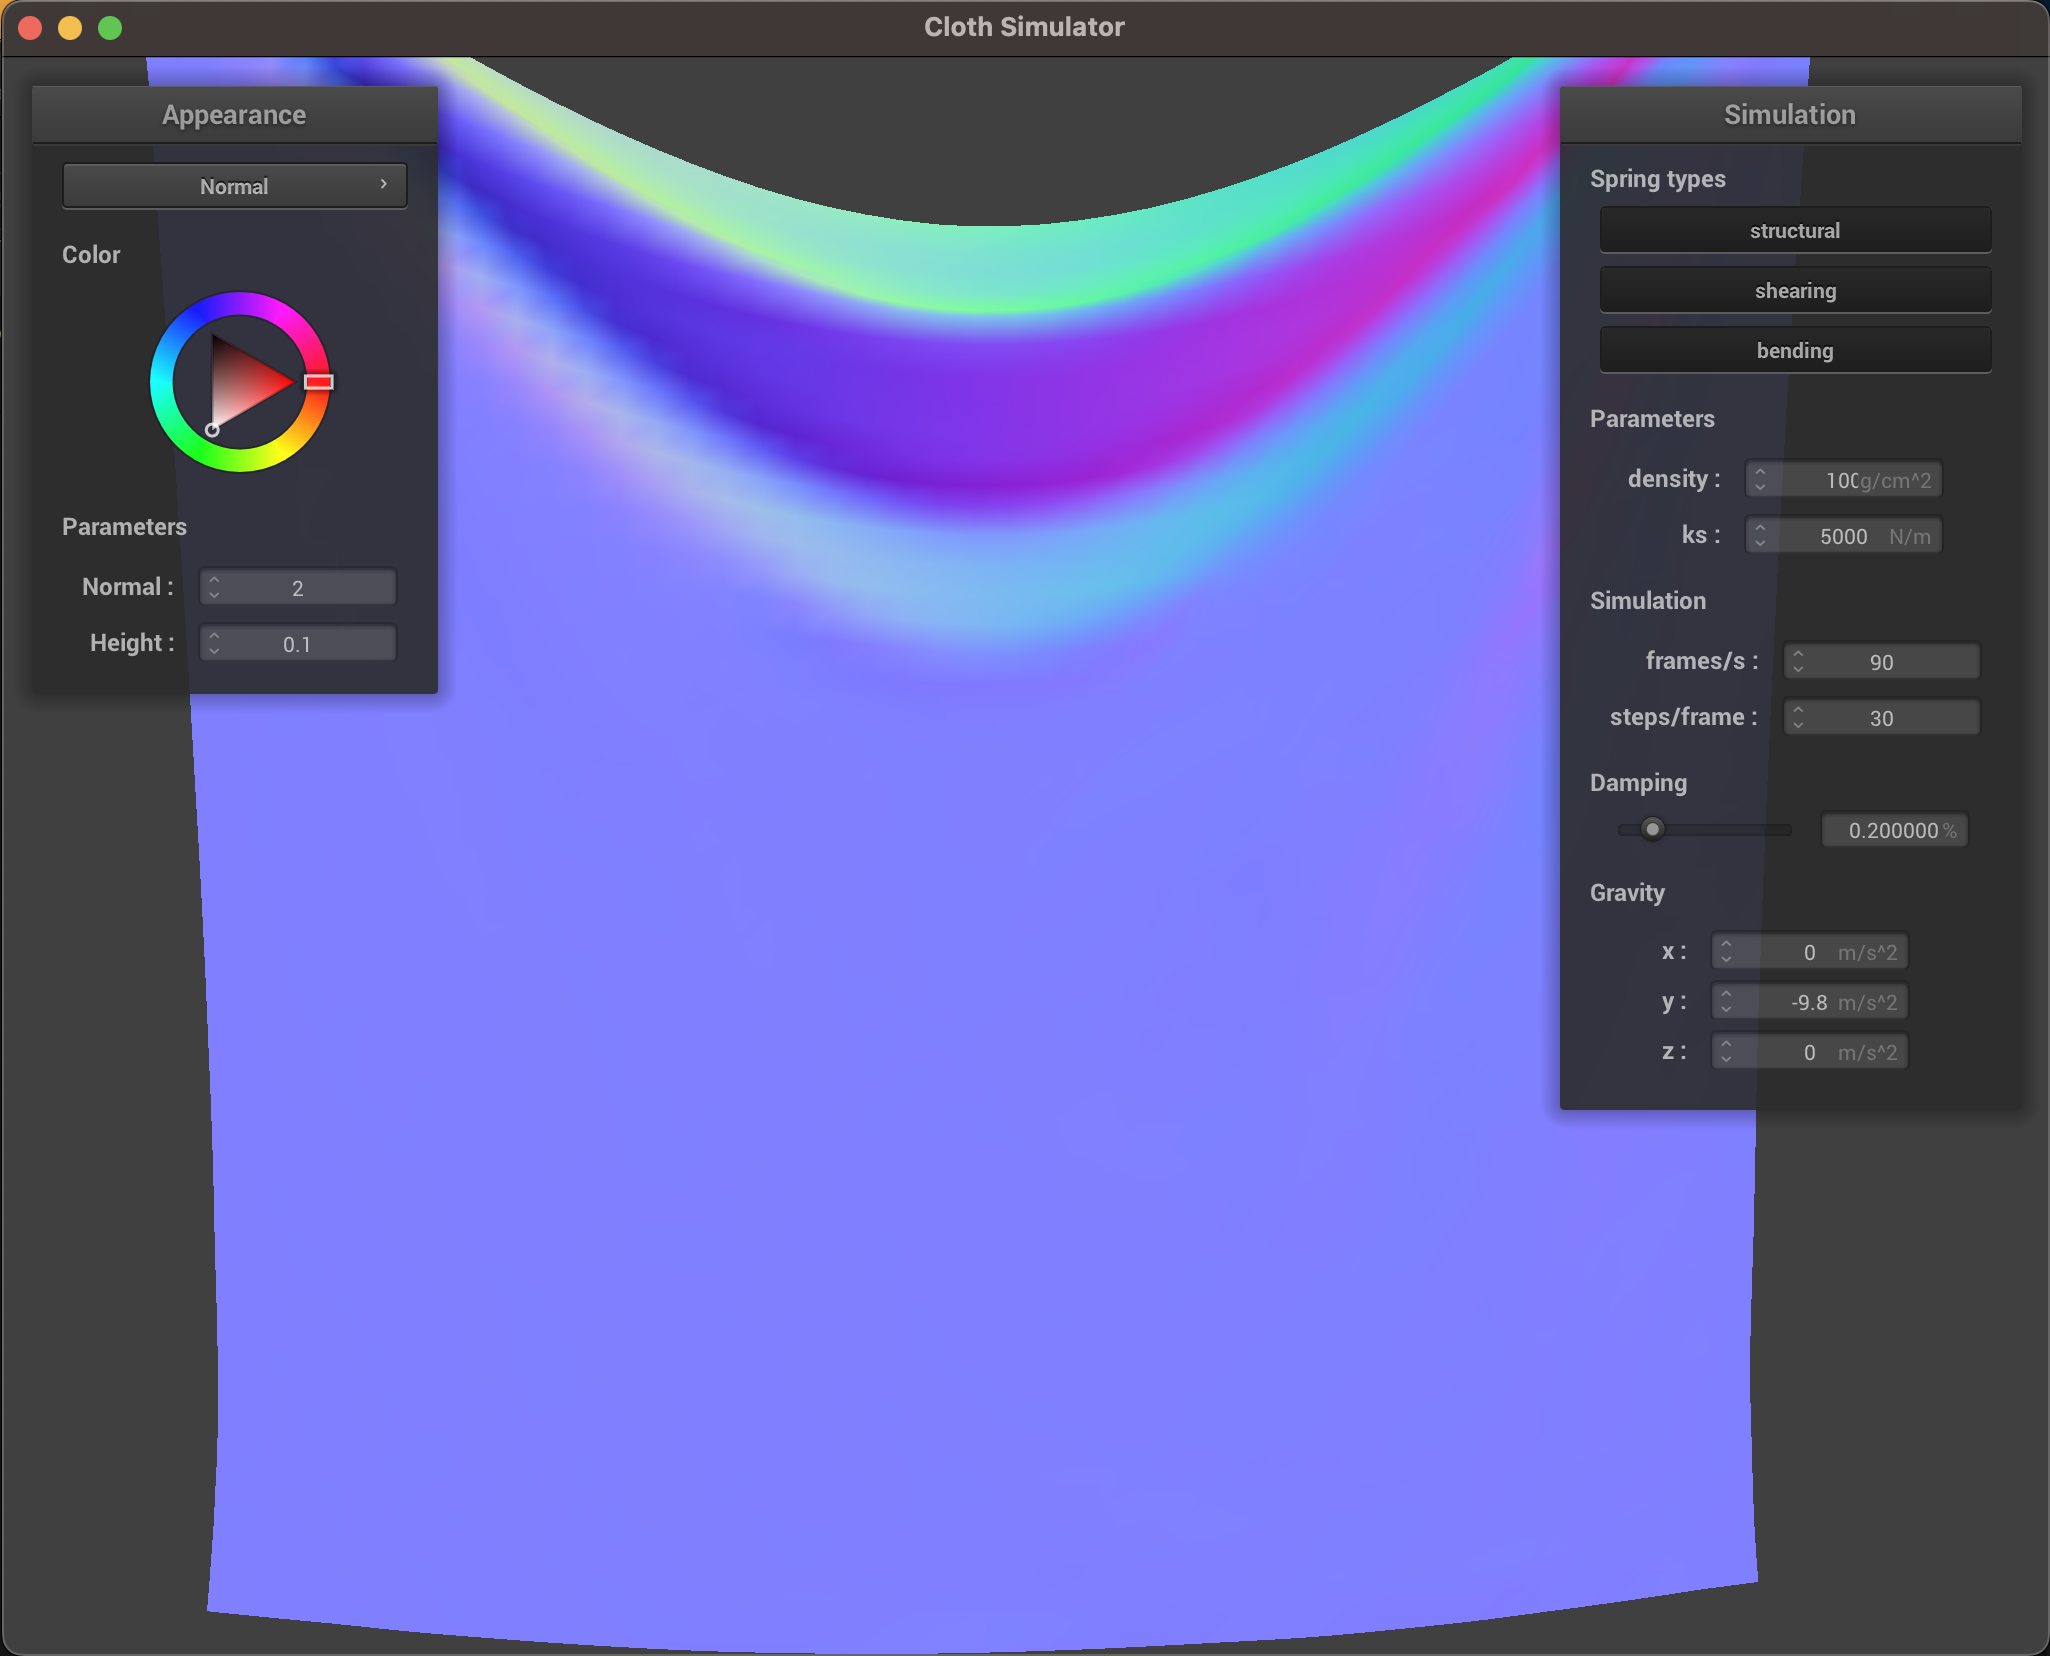 Cloth Simulator
Appearance
Normal
Color
Parameters
Normal : 2
Height : 0.1
Simulation
Spring types
structural
shearing
bending
Parameters
density : 100 g/cm^2
ks : 5000 N/m
Simulation
frames/s : 90
steps/frame : 30
Damping
0.200000 %
Gravity
x : 0 m/s^2
y : -9.8 m/s^2
z : 0 m/s^2